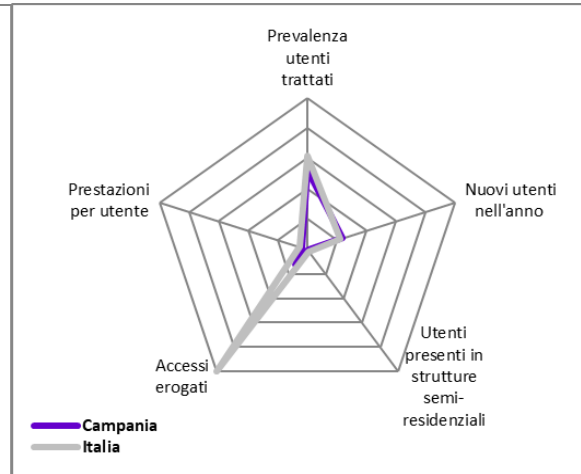 Prevalenza
utenti
trattati
Nuovi utenti
nell'anno
Utenti
presenti in
strutture
semi-
residenziali
Accessi
erogati
Prestazioni
per utente
Campania
Italia